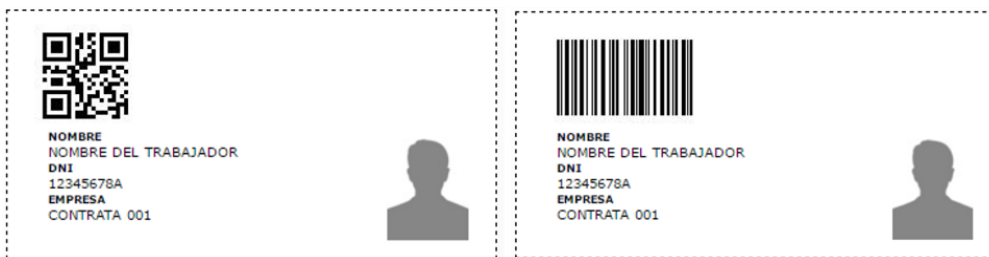 NOMBRE
NOMBRE DEL TRABAJADOR
DNI
12345678A
EMPRESA
CONTRATA 001
NOMBRE
NOMBRE DEL TRABAJADOR
DNI
12345678A
EMPRESA
CONTRATA 001